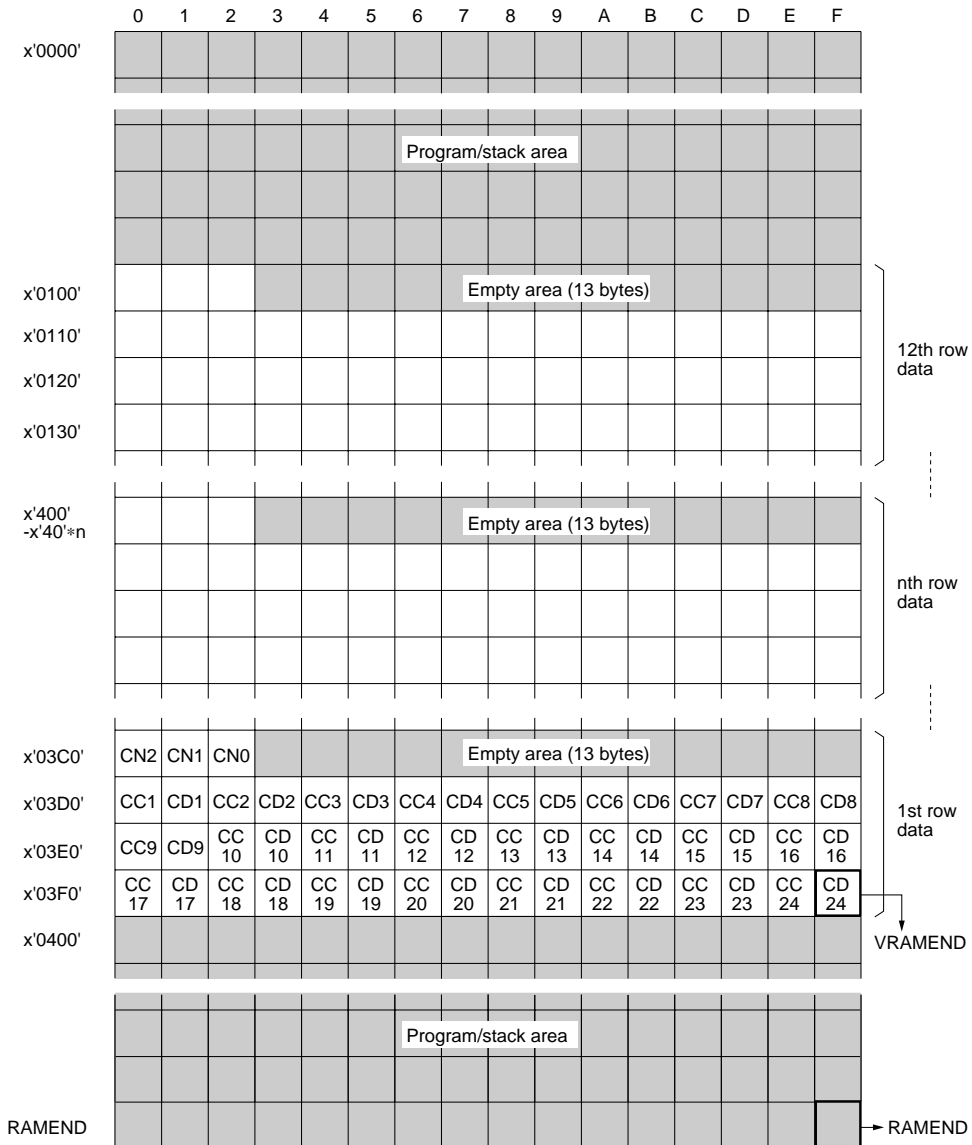 0 1 2 3 4 5 6 7 8 9 A B C D E F
x'0000'
Program/stack area
x'0100' Empty area (13 bytes)
x'0110'
x'0120'
x'0130'
12th row
data
x'400'
-x'40'*n
Empty area (13 bytes)
nth row
data
x'03C0' CN2 CN1 CN0 Empty area (13 bytes)
x'03D0' CC1 CD1 CC2 CD2 CC3 CD3 CC4 CD4 CC5 CD5 CC6 CD6 CC7 CD7 CC8 CD8
1st row
data
x'03E0' CC9 CD9 CC 10 CD 10 CC 11 CD 11 CC 12 CD 12 CC 13 CD 13 CC 14 CD 14 CC 15 CD 15 CC 16 CD 16
x'03F0' CC 17 CD 17 CC 18 CD 18 CC 19 CD 19 CC 20 CD 20 CC 21 CD 21 CC 22 CD 22 CC 23 CD 23 CC 24 CD 24
x'0400' VRAMEND
Program/stack area
RAMEND RAMEND